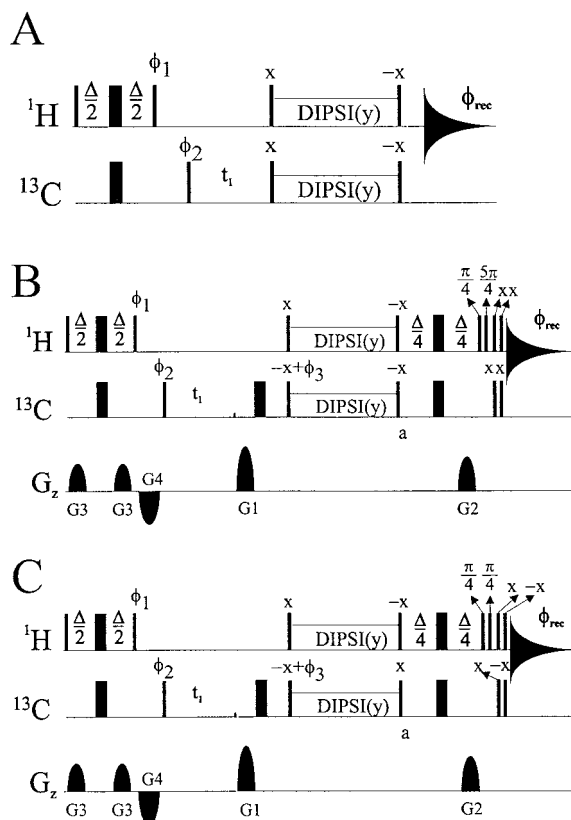 A
ϕ1
x −x
ϕrec
1H Δ/2 Δ/2 DIPSI(y)
ϕ2
t1
x −x
13C DIPSI(y)
B
π/4 5π/4 x x
ϕ1
x −x
ϕrec
1H Δ/2 Δ/2 DIPSI(y) Δ/4 Δ/4
ϕ2
t1
−x+ϕ3 −x x x
13C DIPSI(y)
a
G4
Gz
G3 G3 G1 G2
C
π/4 π/4 x −x
ϕ1
x −x
ϕrec
1H Δ/2 Δ/2 DIPSI(y) Δ/4 Δ/4
ϕ2
t1
−x+ϕ3 x x −x
13C DIPSI(y)
a
G4
Gz
G3 G3 G1 G2